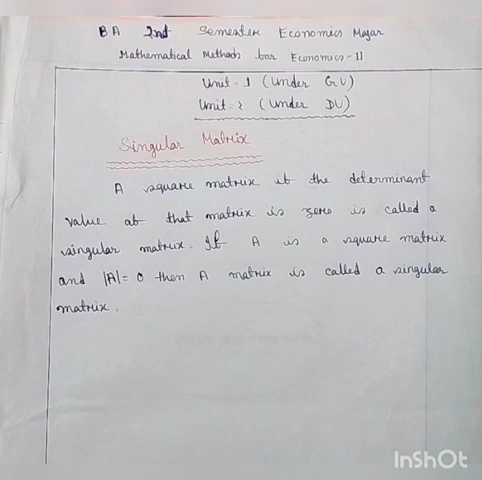 BA 2nd Semester Economics Major
Mathematical Methods for Economics - II
Unit - 1 (Under GU)
Unit = 2 (Under DU)
Singular Matrix
A square matrix if the determinant
value of that matrix is zero is called a
singular matrix. If A is a square matrix
and |A| = 0 then A matrix is called a singular
matrix.
InShOt